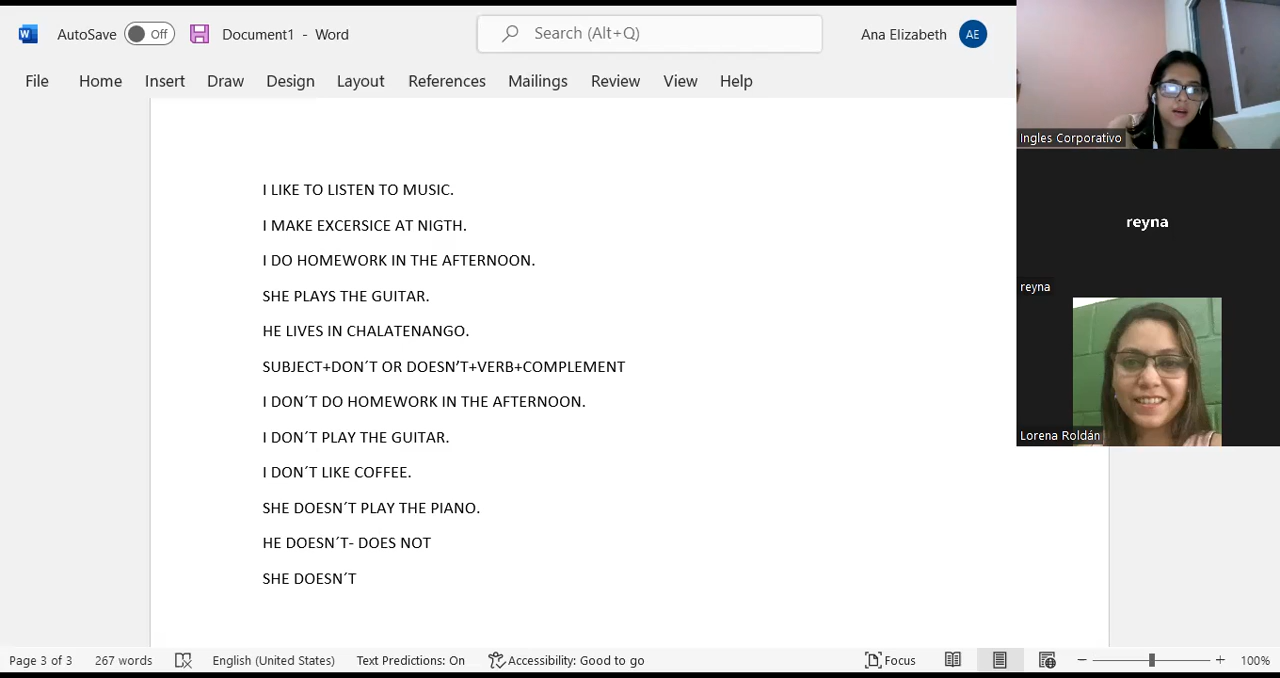 AutoSave Off Document1 - Word Search (Alt+Q) Ana Elizabeth AE
File Home Insert Draw Design Layout References Mailings Review View Help
I LIKE TO LISTEN TO MUSIC.
I MAKE EXCERSICE AT NIGTH.
I DO HOMEWORK IN THE AFTERNOON.
SHE PLAYS THE GUITAR.
HE LIVES IN CHALATENANGO.
SUBJECT+DON´T OR DOESN’T+VERB+COMPLEMENT
I DON´T DO HOMEWORK IN THE AFTERNOON.
I DON´T PLAY THE GUITAR.
I DON´T LIKE COFFEE.
SHE DOESN´T PLAY THE PIANO.
HE DOESN´T- DOES NOT
SHE DOESN´T
Ingles Corporativo
reyna
reyna
Lorena Roldán
Page 3 of 3 267 words English (United States) Text Predictions: On Accessibility: Good to go Focus 100%